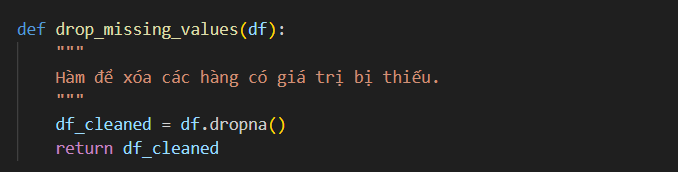 def drop_missing_values(df):
    """
    Hàm để xóa các hàng có giá trị bị thiếu.
    """
    df_cleaned = df.dropna()
    return df_cleaned